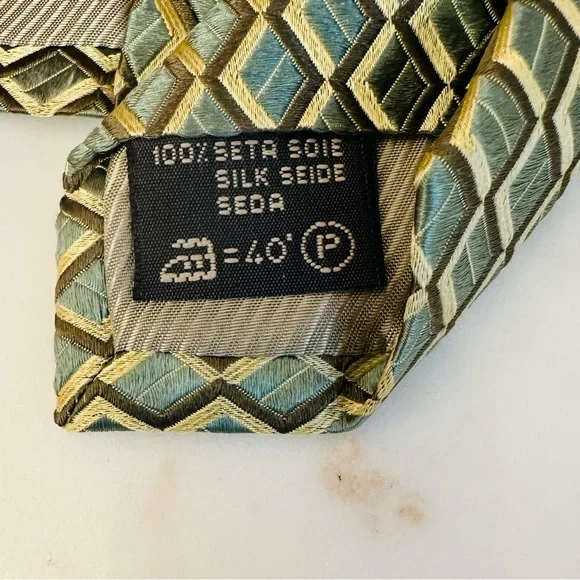 100% SETA SOIE
SILK SEIDE
SEDA
=40° P